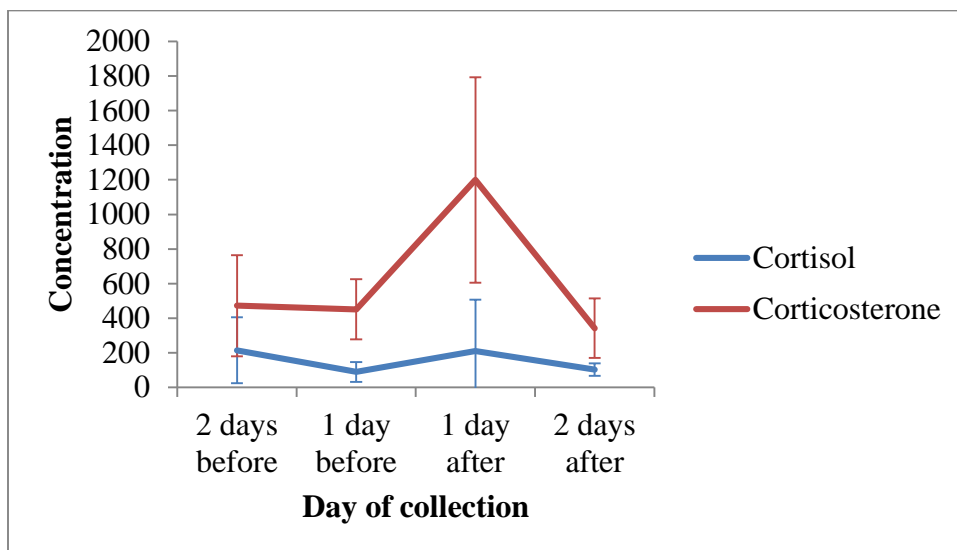 2000
1800
1600
1400
1200
1000
800
600
400
200
0
Concentration
2 days
before
1 day
before
1 day
after
2 days
after
Day of collection
Cortisol
Corticosterone